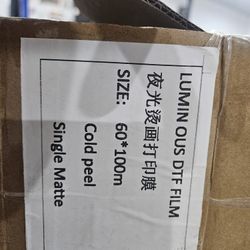 LUMIN OUS DTF FILM
夜光烫画打印膜
SIZE: 60*100m
Cold peel
Single Matte